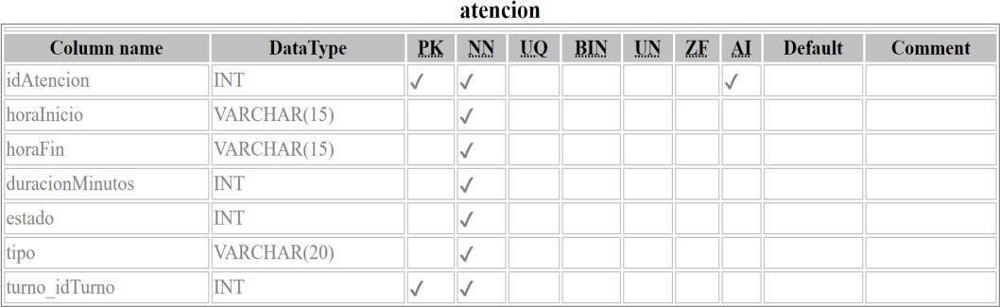 atencion
Column name DataType PK NN UQ BIN UN ZF AI Default Comment
idAtencion INT ✓ ✓ ✓
horaInicio VARCHAR(15) ✓
horaFin VARCHAR(15) ✓
duracionMinutos INT ✓
estado INT ✓
tipo VARCHAR(20) ✓
turno_idTurno INT ✓ ✓